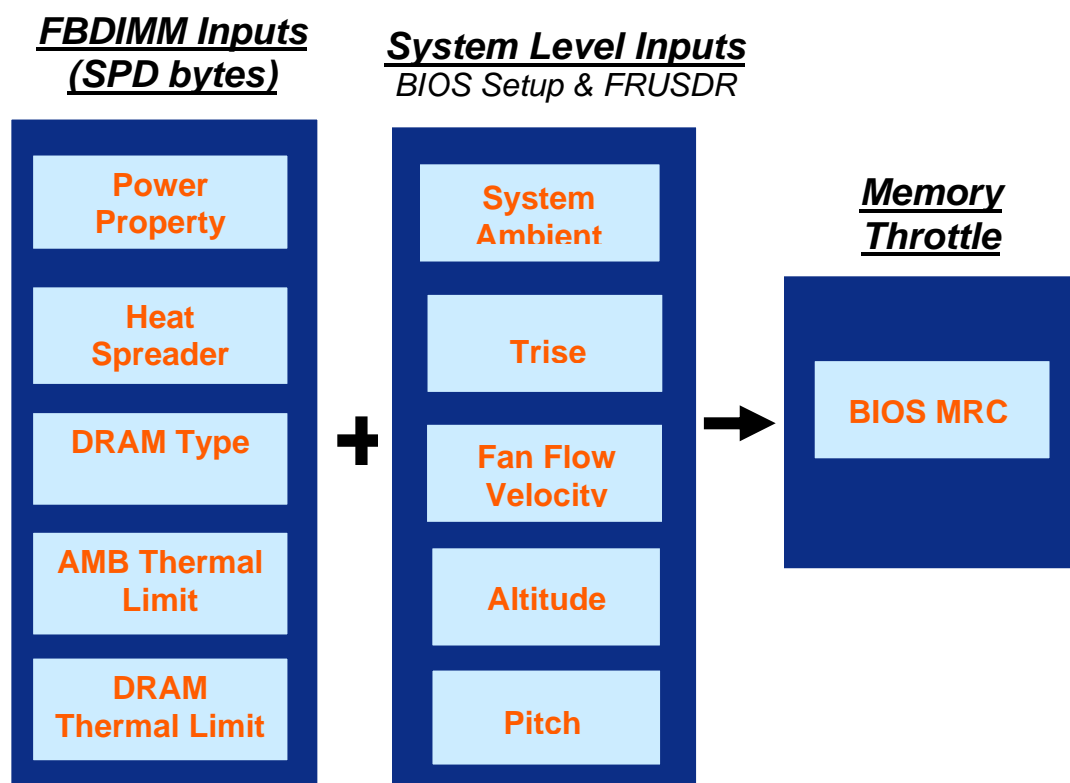 FBDIMM Inputs
(SPD bytes)
Power
Property
Heat
Spreader
DRAM Type
AMB Thermal
Limit
DRAM
Thermal Limit
+
System Level Inputs
BIOS Setup & FRUSDR
System
Ambient
Trise
Fan Flow
Velocity
Altitude
Pitch
Memory
Throttle
BIOS MRC